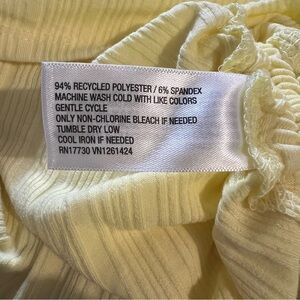 94% RECYCLED POLYESTER / 6% SPANDEX
MACHINE WASH COLD WITH LIKE COLORS
GENTLE CYCLE
ONLY NON-CHLORINE BLEACH IF NEEDED
TUMBLE DRY LOW
COOL IRON IF NEEDED
RN17730 VN1261424